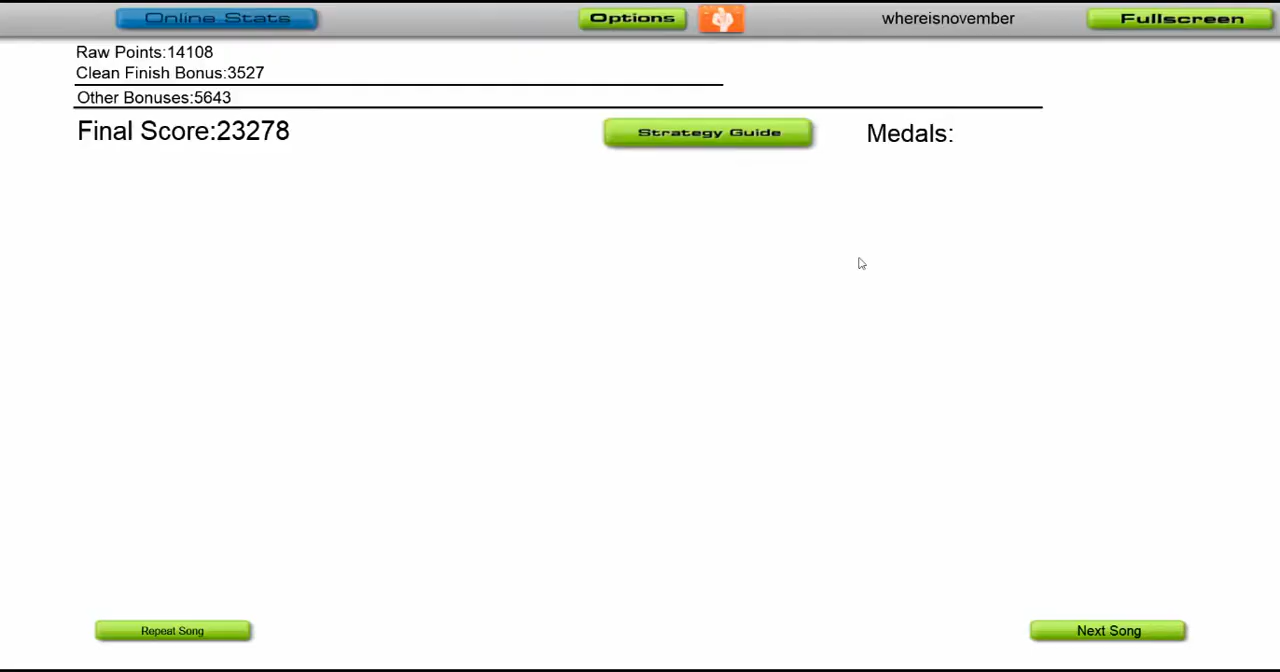 Online Stats
Options
whereisnovember
Fullscreen
Raw Points:14108
Clean Finish Bonus:3527
Other Bonuses:5643
Final Score:23278
Strategy Guide
Medals:
Repeat Song
Next Song